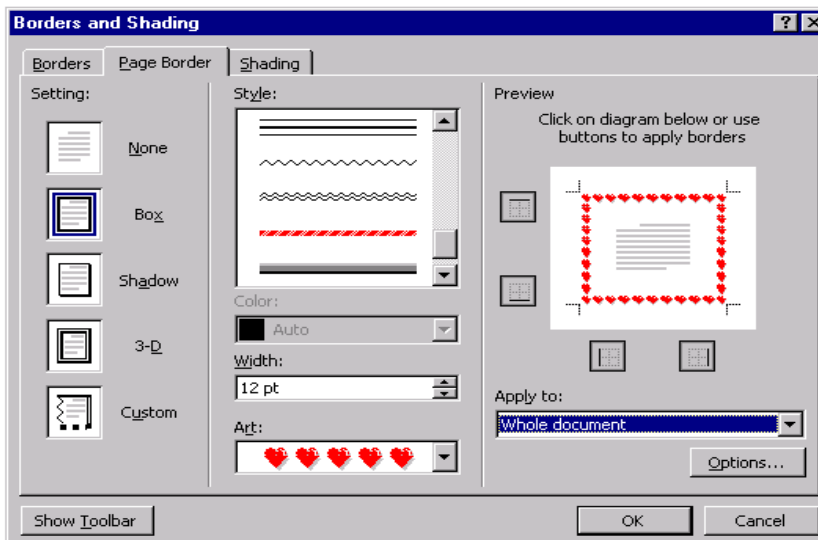 Borders and Shading
Borders
Page Border
Shading
Setting:
None
Box
Shadow
3-D
Custom
Style:
Color:
Auto
Width:
12 pt
Art:
Preview
Click on diagram below or use
buttons to apply borders
Apply to:
Whole document
Options...
Show Toolbar
OK
Cancel